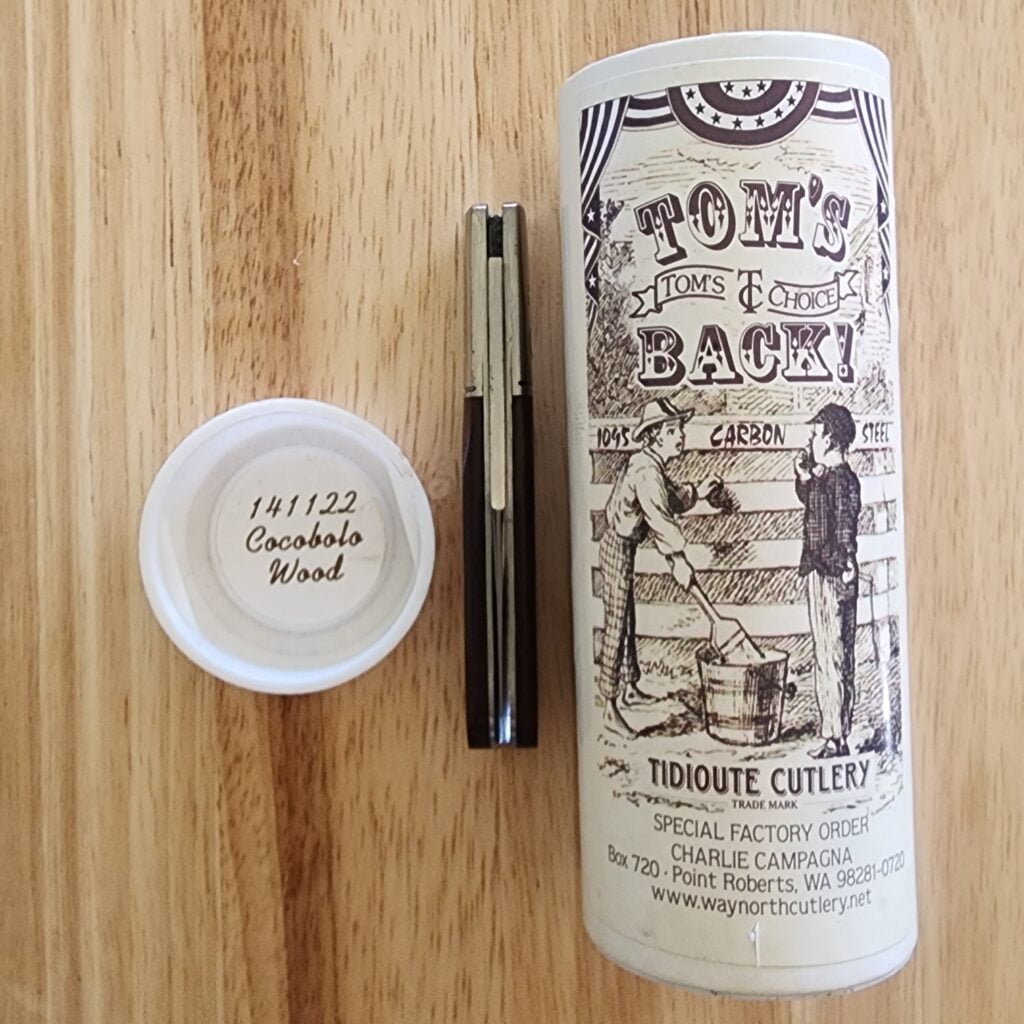 141122
Cocobolo
Wood
TOM'S
TOM'S TC CHOICE
BACK!
1095 CARBON STEEL
TIDIOUTE CUTLERY
TRADE MARK
SPECIAL FACTORY ORDER
CHARLIE CAMPAGNA
Box 720 · Point Roberts, WA 98281-0720
www.waynorthcutlery.net